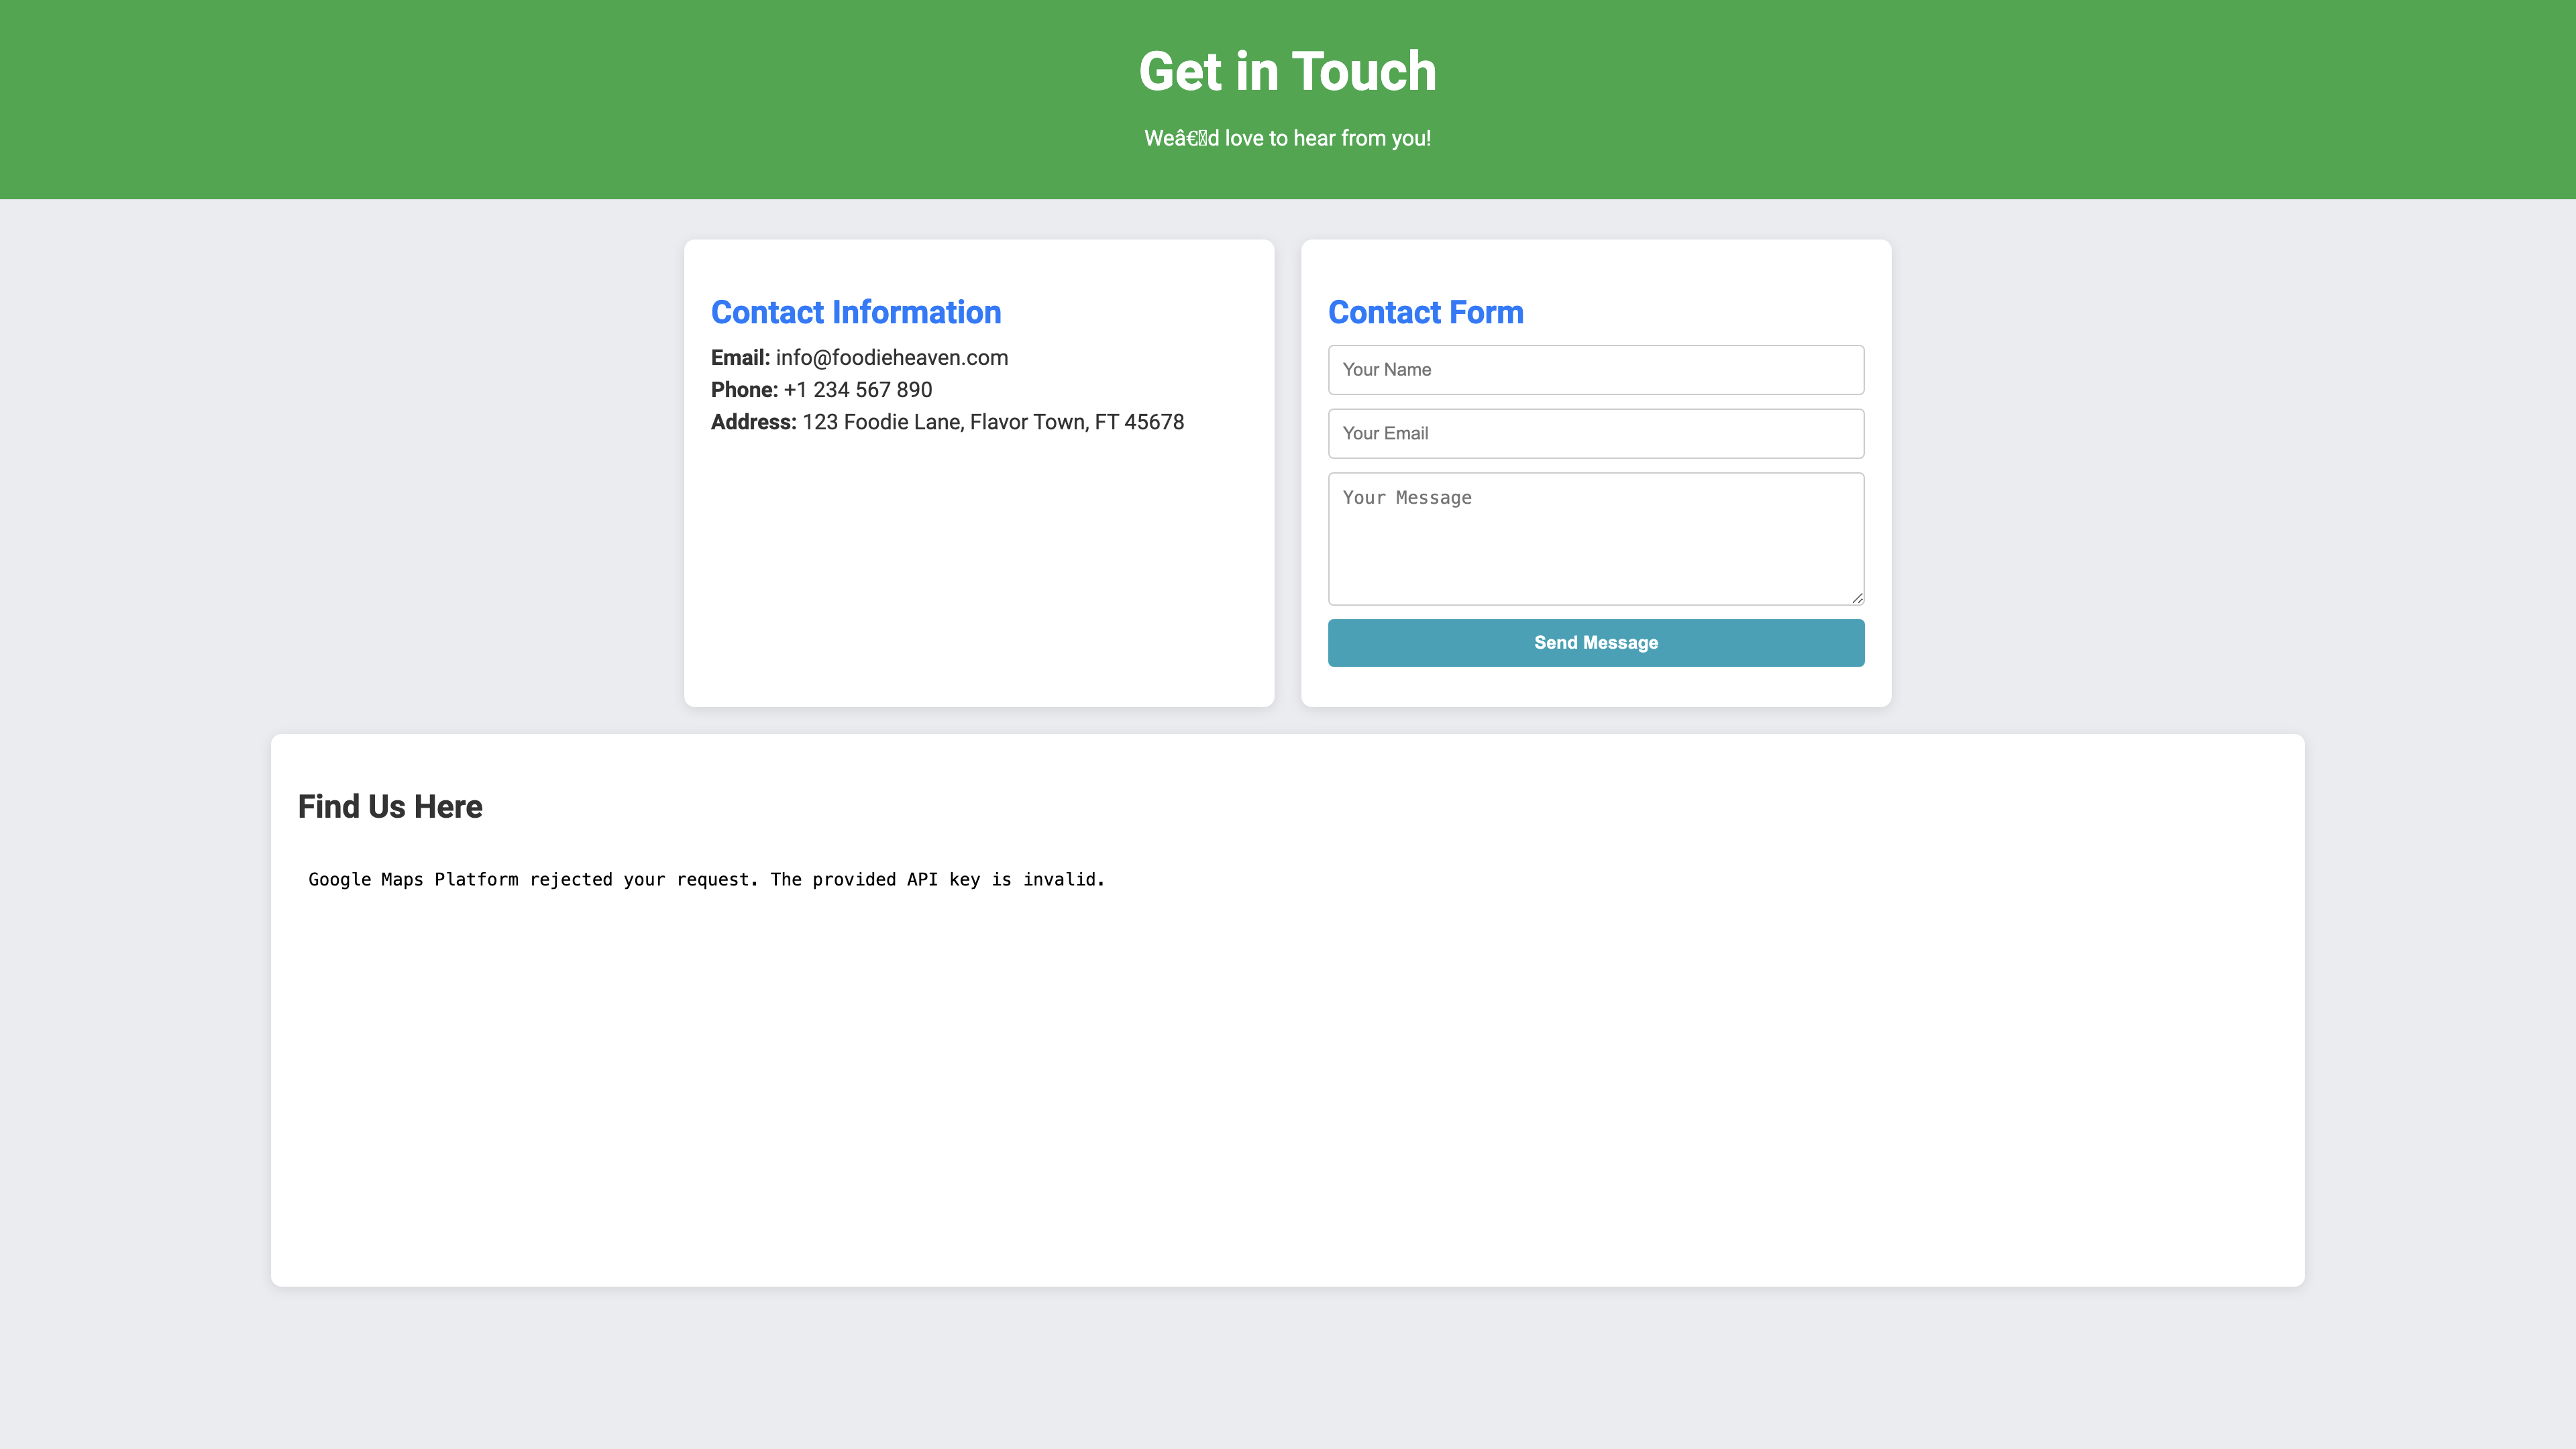 Get in Touch
Weâ€d love to hear from you!
Contact Information
Email: info@foodieheaven.com
Phone: +1 234 567 890
Address: 123 Foodie Lane, Flavor Town, FT 45678
Contact Form
Your Name
Your Email
Your Message
Send Message
Find Us Here
Google Maps Platform rejected your request. The provided API key is invalid.